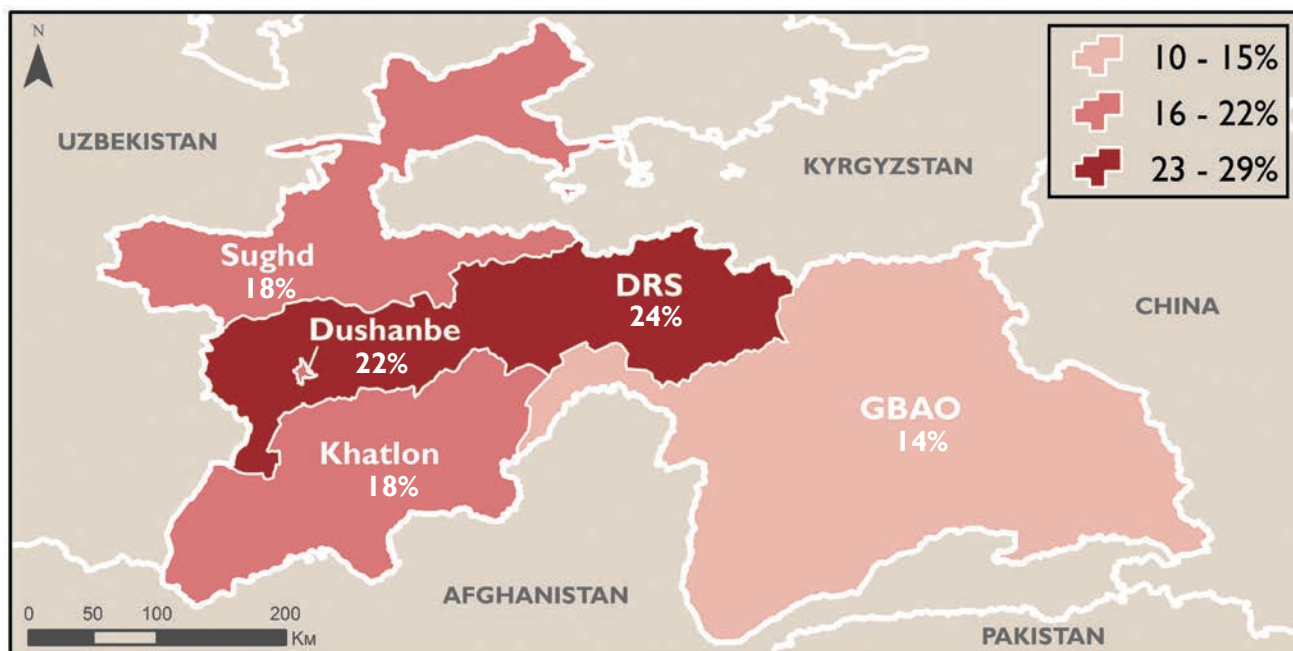 N
10 - 15%
16 - 22%
23 - 29%
UZBEKISTAN
KYRGYZSTAN
Sughd
18%
DRS
24%
CHINA
Dushanbe
22%
GBAO
14%
Khatlon
18%
AFGHANISTAN
PAKISTAN
0 50 100 200
KM